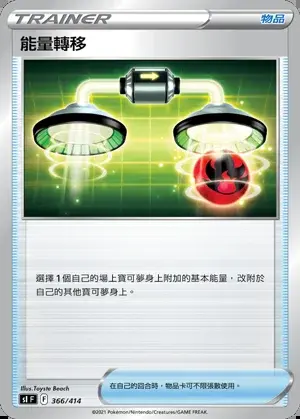 TRAINER
物品
能量轉移
選擇1個自己的場上寶可夢身上附加的基本能量,改附於
自己的其他寶可夢身上。
Illus.Toyste Beach
sI F F 366/414
在自己的回合時,物品卡可不限張數使用。
©2021 Pokémon/Nintendo/Creatures/GAME FREAK.